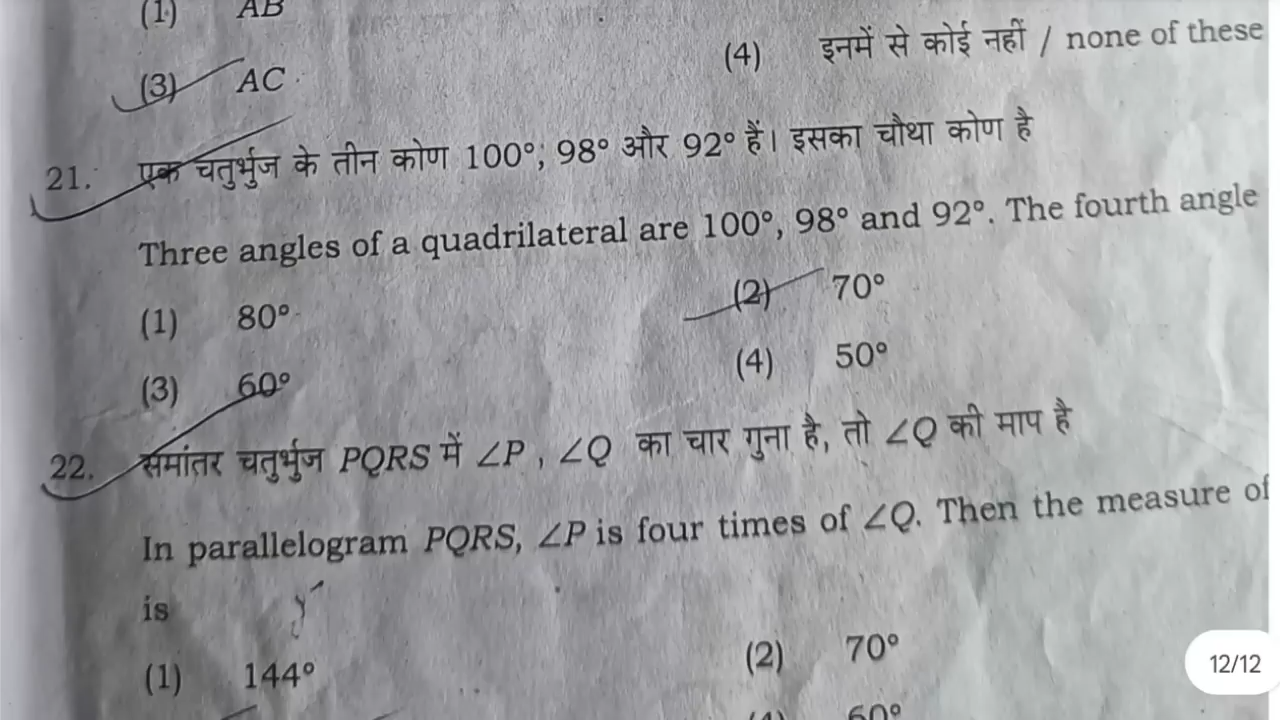 (1) AB
(4) इनमें से कोई नहीं / none of these
(3) AC
21. एक चतुर्भुज के तीन कोण 100°, 98° और 92° हैं। इसका चौथा कोण है
Three angles of a quadrilateral are 100°, 98° and 92°. The fourth angle
(1) 80° (2) 70°
(3) 60° (4) 50°
22. समांतर चतुर्भुज PQRS में ∠P , ∠Q का चार गुना है, तो ∠Q की माप है
In parallelogram PQRS, ∠P is four times of ∠Q. Then the measure of
is
(1) 144° (2) 70°
(4) 60°
12/12